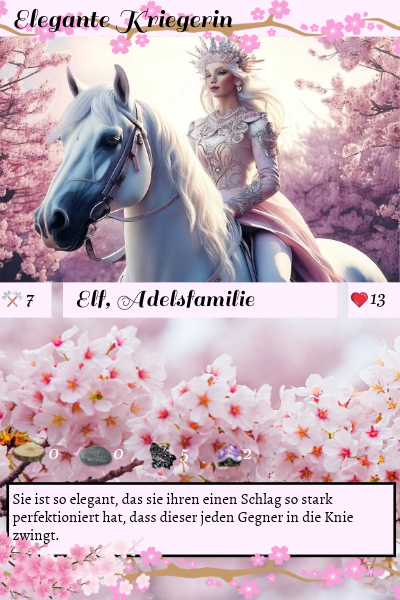 Elegante Kriegerin
7
Elf, Adelsfamilie
13
0 0 5 2
Sie ist so elegant, das sie ihren einen Schlag so stark
perfektioniert hat, dass dieser jeden Gegner in die Knie
zwingt.